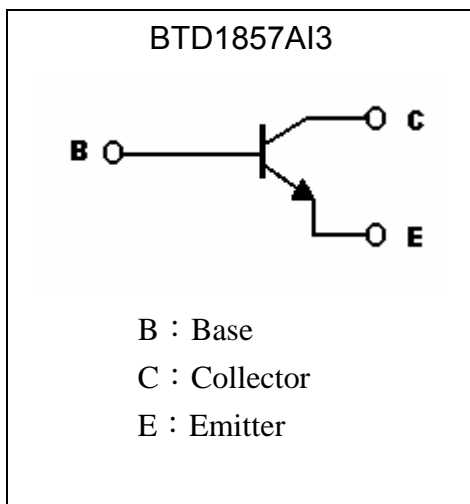 BTD1857AI3
C
B
E
B：Base
C：Collector
E：Emitter